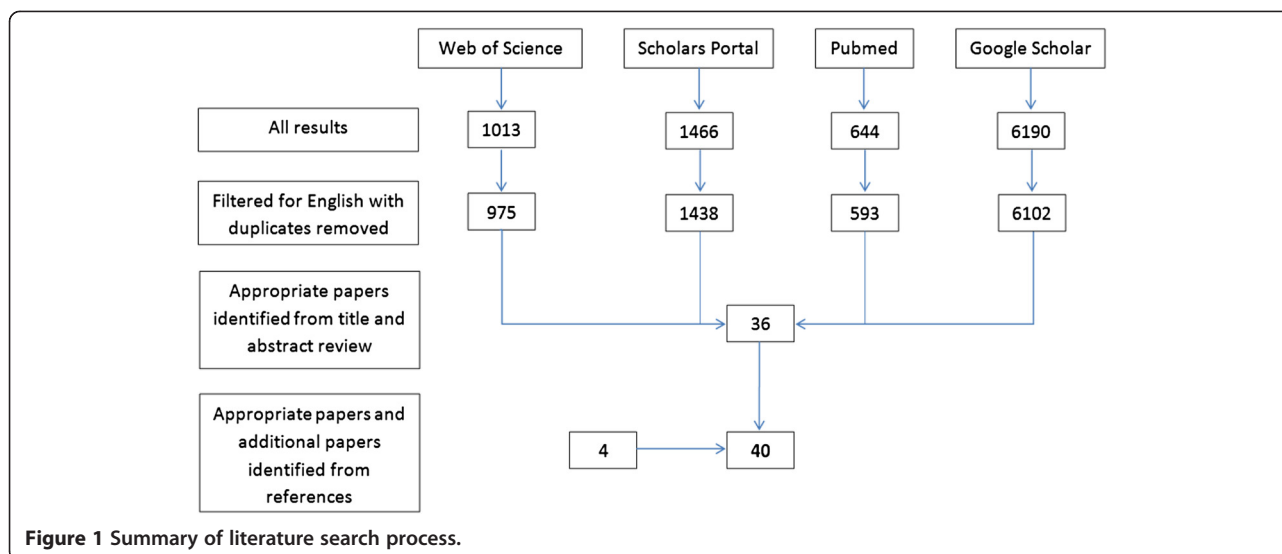 Web of Science
Scholars Portal
Pubmed
Google Scholar
All results
1013
1466
644
6190
Filtered for English with
duplicates removed
975
1438
593
6102
Appropriate papers
identified from title and
abstract review
36
Appropriate papers and
additional papers
identified from
references
4
40
Figure 1 Summary of literature search process.